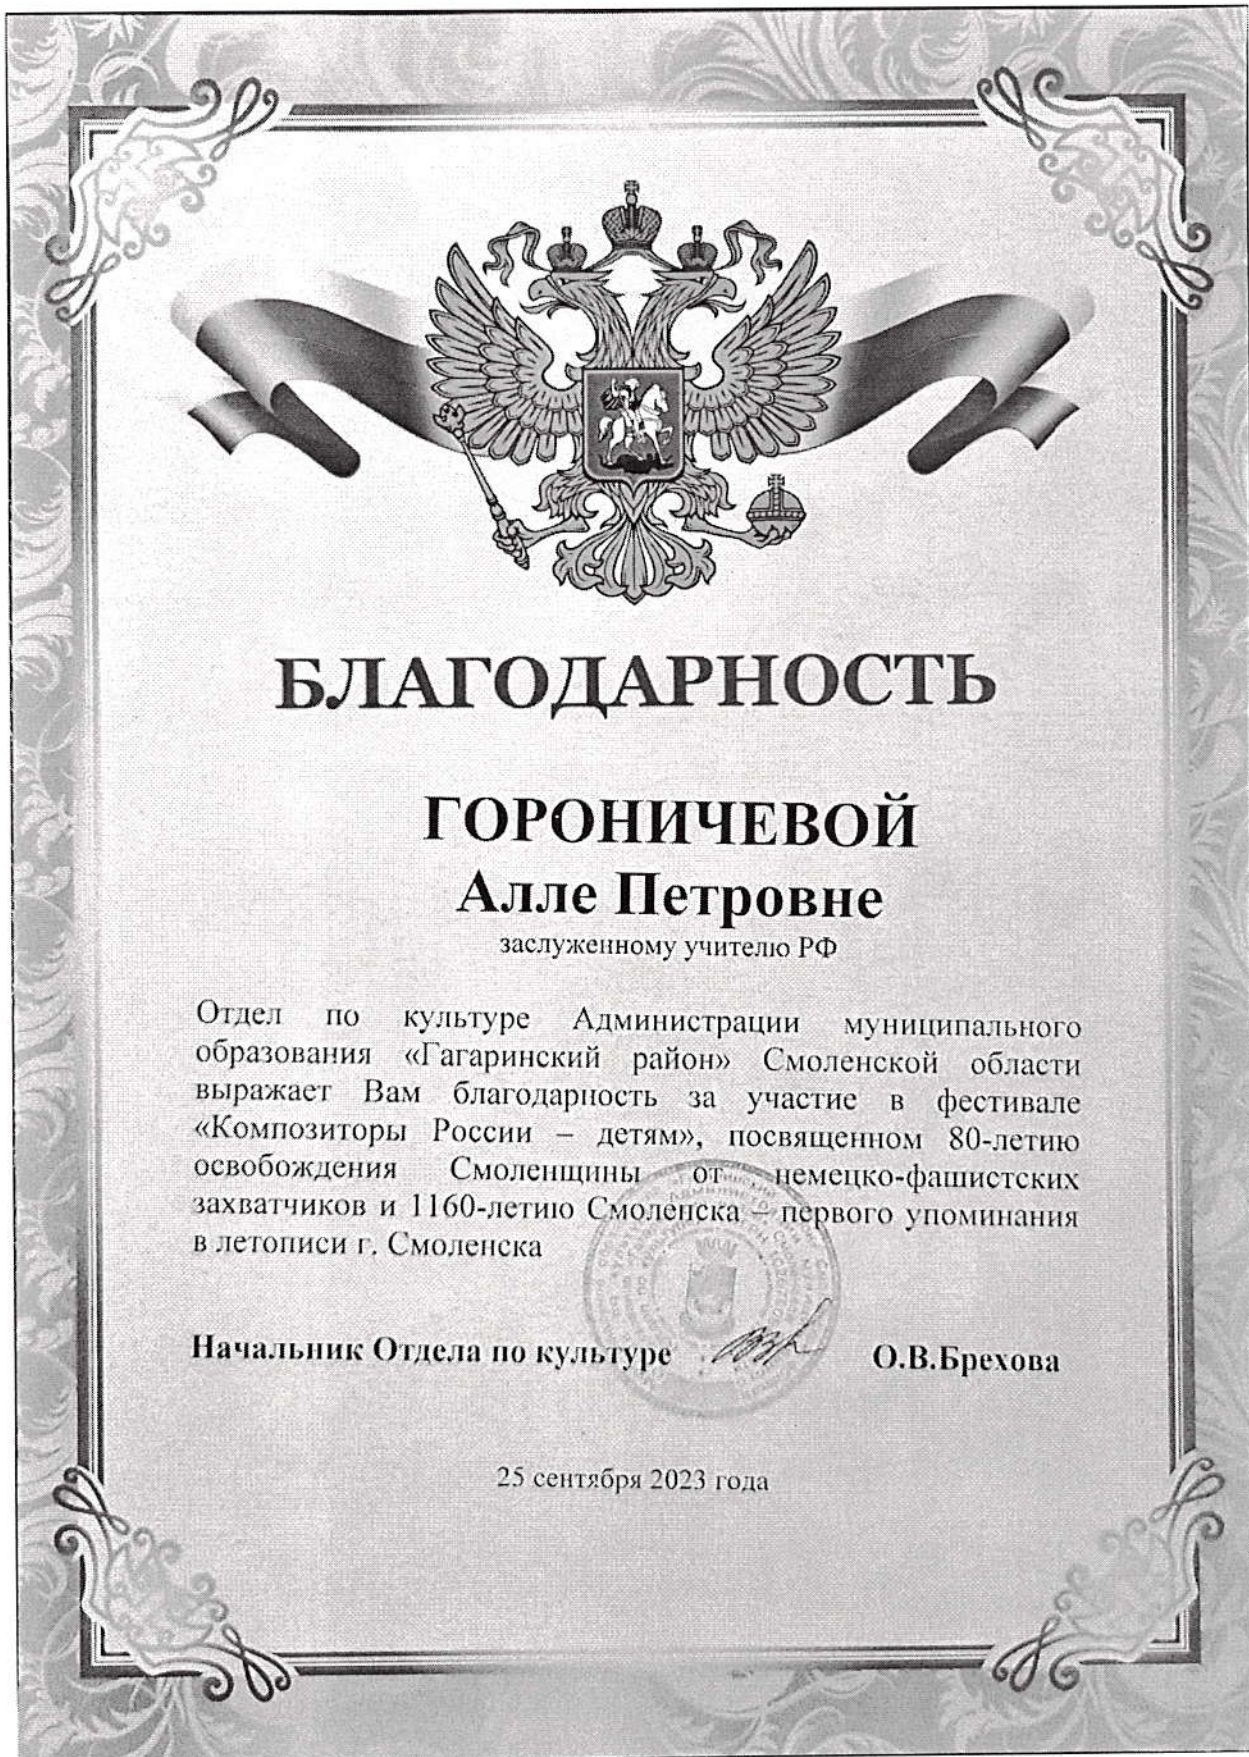 БЛАГОДАРНОСТЬ
ГОРОНИЧЕВОЙ
Алле Петровне
заслуженному учителю РФ
Отдел по культуре Администрации муниципального
образования «Гагаринский район» Смоленской области
выражает Вам благодарность за участие в фестивале
«Композиторы России – детям», посвященном 80-летию
освобождения Смоленщины от немецко-фашистских
захватчиков и 1160-летию Смоленска – первого упоминания
в летописи г. Смоленска
Начальник Отдела по культуре О.В.Брехова
25 сентября 2023 года